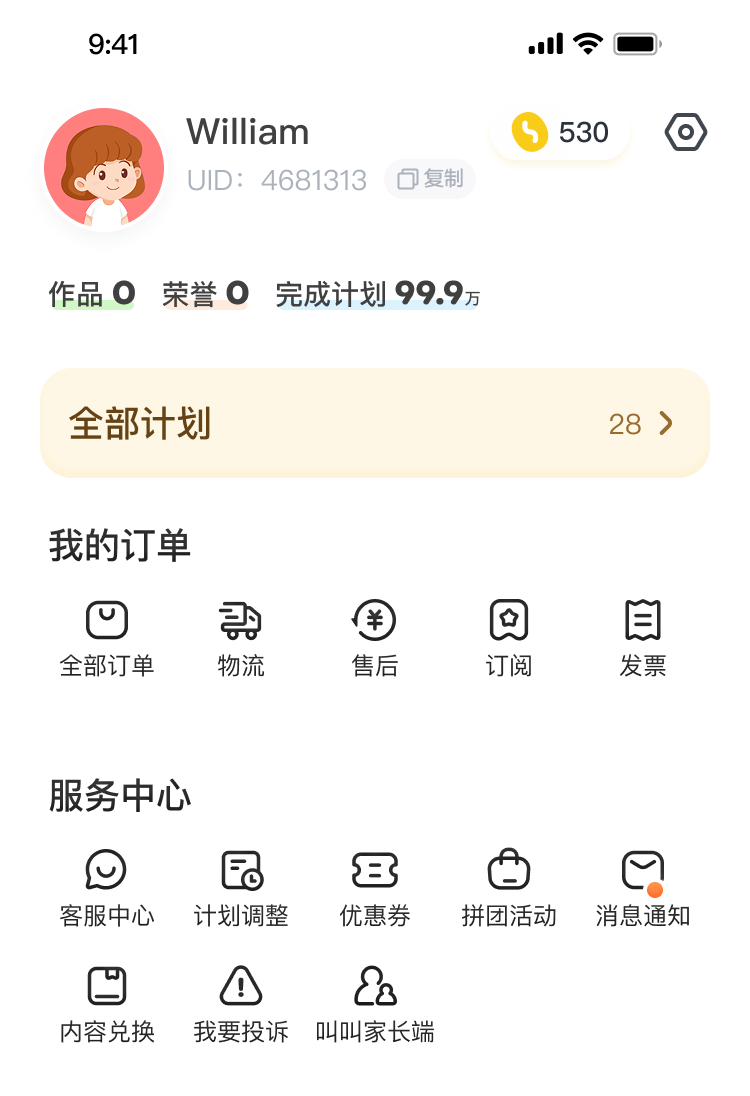 9:41
William
530
UID： 4681313
复制
作品 0 荣誉 0 完成计划 99.9万
全部计划 28
我的订单
全部订单 物流 售后 订阅 发票
服务中心
客服中心 计划调整 优惠券 拼团活动 消息通知
内容兑换 我要投诉 叫叫家长端